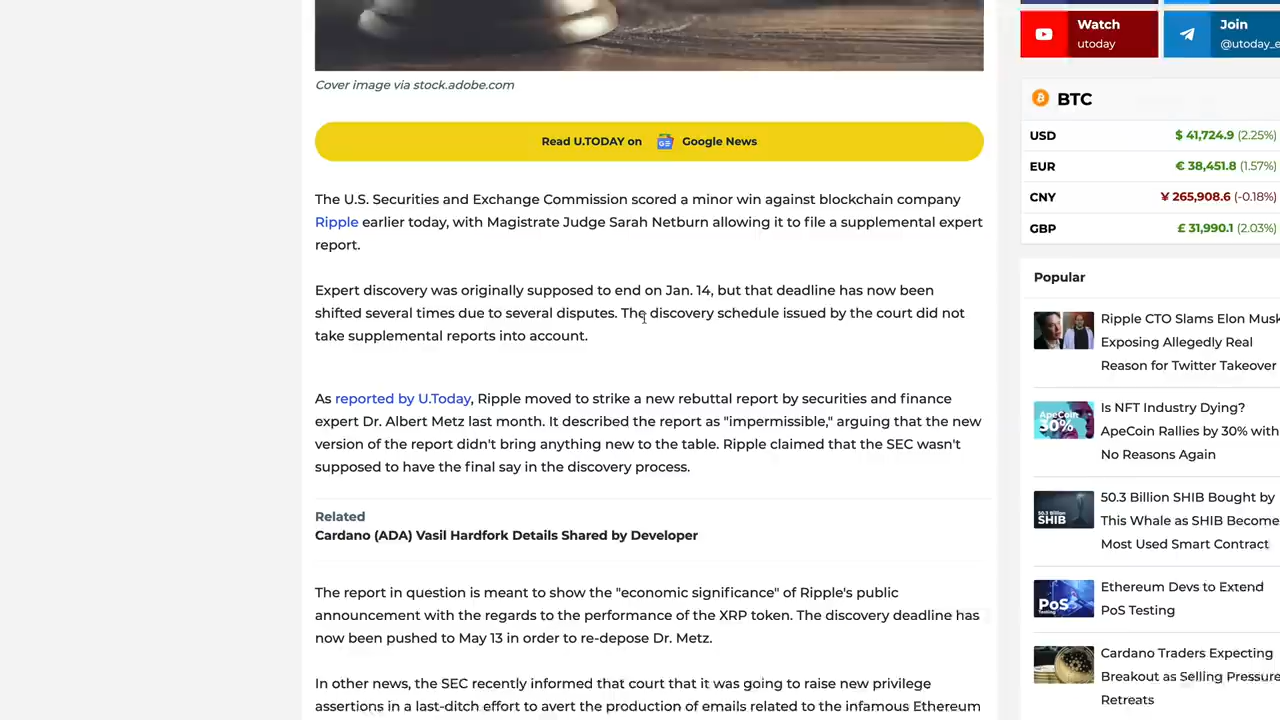 Watch
utoday
Join
@utoday_e
Cover image via stock.adobe.com
Read U.TODAY on Google News
The U.S. Securities and Exchange Commission scored a minor win against blockchain company
Ripple earlier today, with Magistrate Judge Sarah Netburn allowing it to file a supplemental expert
report.
Expert discovery was originally supposed to end on Jan. 14, but that deadline has now been
shifted several times due to several disputes. The discovery schedule issued by the court did not
take supplemental reports into account.
As reported by U.Today, Ripple moved to strike a new rebuttal report by securities and finance
expert Dr. Albert Metz last month. It described the report as "impermissible," arguing that the new
version of the report didn't bring anything new to the table. Ripple claimed that the SEC wasn't
supposed to have the final say in the discovery process.
Related
Cardano (ADA) Vasil Hardfork Details Shared by Developer
The report in question is meant to show the "economic significance" of Ripple's public
announcement with the regards to the performance of the XRP token. The discovery deadline has
now been pushed to May 13 in order to re-depose Dr. Metz.
In other news, the SEC recently informed that court that it was going to raise new privilege
assertions in a last-ditch effort to avert the production of emails related to the infamous Ethereum
BTC
USD $ 41,724.9 (2.25%)
EUR € 38,451.8 (1.57%)
CNY ¥ 265,908.6 (-0.18%)
GBP £ 31,990.1 (2.03%)
Popular
Ripple CTO Slams Elon Musk
Exposing Allegedly Real
Reason for Twitter Takeover
ApeCoin
30%
Is NFT Industry Dying?
ApeCoin Rallies by 30% with
No Reasons Again
50.3 Billion
SHIB
50.3 Billion SHIB Bought by
This Whale as SHIB Become
Most Used Smart Contract
PoS
Testing
Ethereum Devs to Extend
PoS Testing
Cardano Traders Expecting
Breakout as Selling Pressure
Retreats